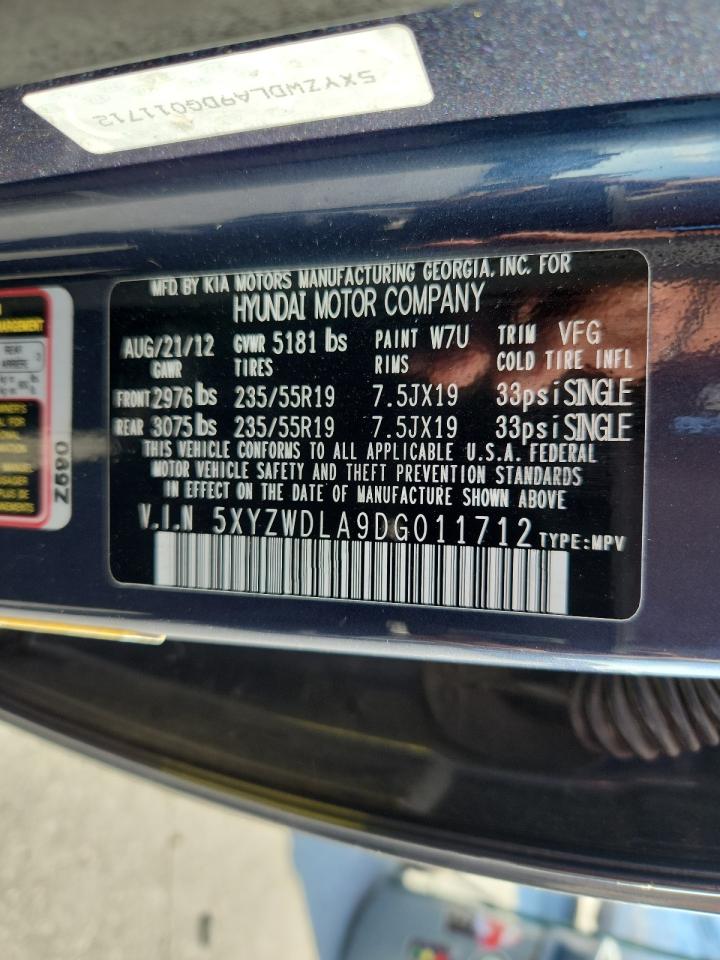 5XYZWDLA9DG011712
MFD. BY KIA MOTORS MANUFACTURING GEORGIA, INC. FOR
HYUNDAI MOTOR COMPANY
AUG/21/12 GVWR 5181 lbs PAINT W7U TRIM VFG
GAWR TIRES RIMS COLD TIRE INFL
FRONT 2976 lbs 235/55R19 7.5JX19 33psi SINGLE
REAR 3075 lbs 235/55R19 7.5JX19 33psi SINGLE
THIS VEHICLE CONFORMS TO ALL APPLICABLE U.S.A. FEDERAL
MOTOR VEHICLE SAFETY AND THEFT PREVENTION STANDARDS
IN EFFECT ON THE DATE OF MANUFACTURE SHOWN ABOVE
V.I.N 5XYZWDLA9DG011712 TYPE:MPV
REAR
Z690